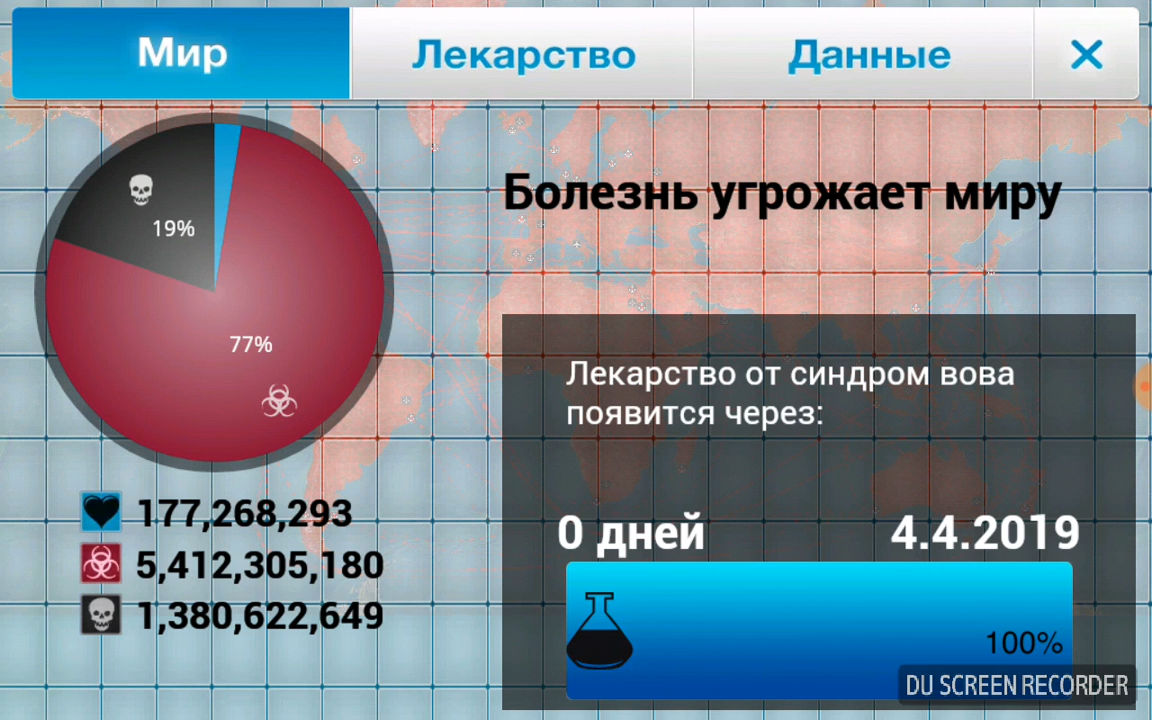 Мир
Лекарство
Данные
Болезнь угрожает миру
19%
77%
Лекарство от синдром вова
появится через:
0 дней
4.4.2019
177,268,293
5,412,305,180
1,380,622,649
100%
DU SCREEN RECORDER